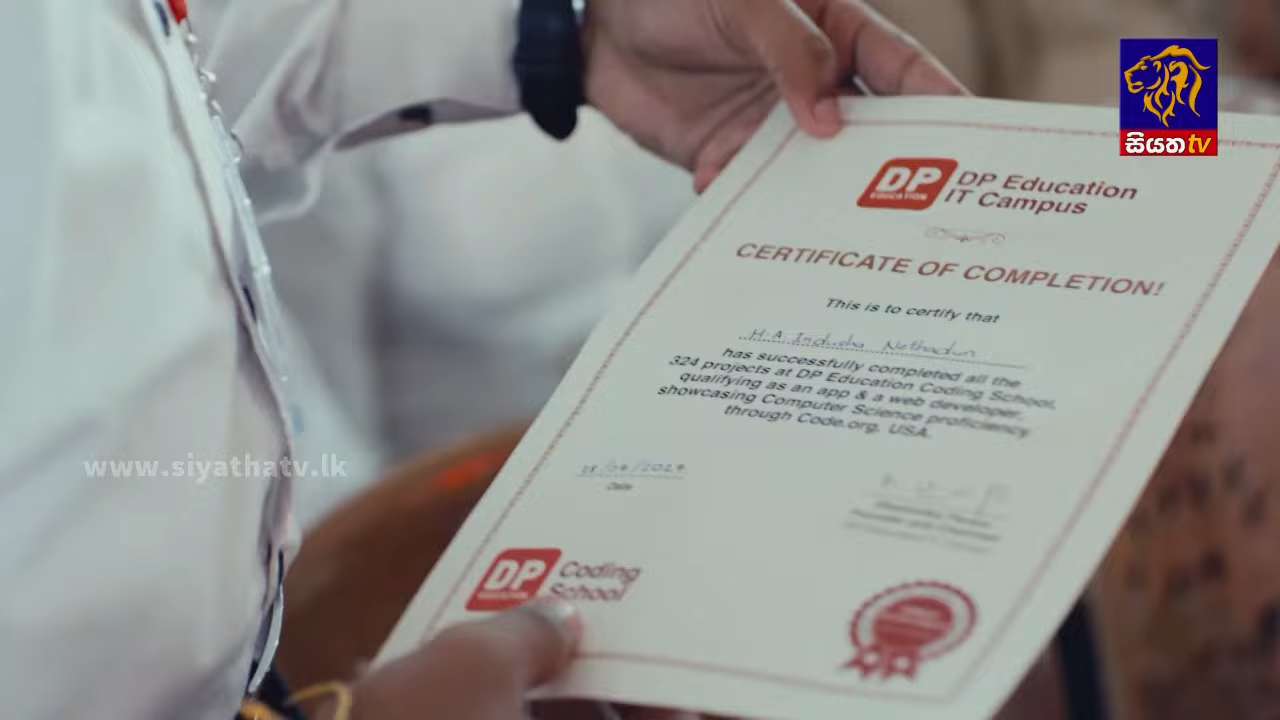 සියත tv
DP
EDUCATION
DP Education
IT Campus
CERTIFICATE OF COMPLETION!
This is to certify that
H.A Indusha Nethadun
has successfully completed all the
324 projects at DP Education Coding School,
qualifying as an app & a web developer,
showcasing Computer Science proficiency
through Code.org, USA.
www.siyathatv.lk
Date
DP
EDUCATION
Coding
School